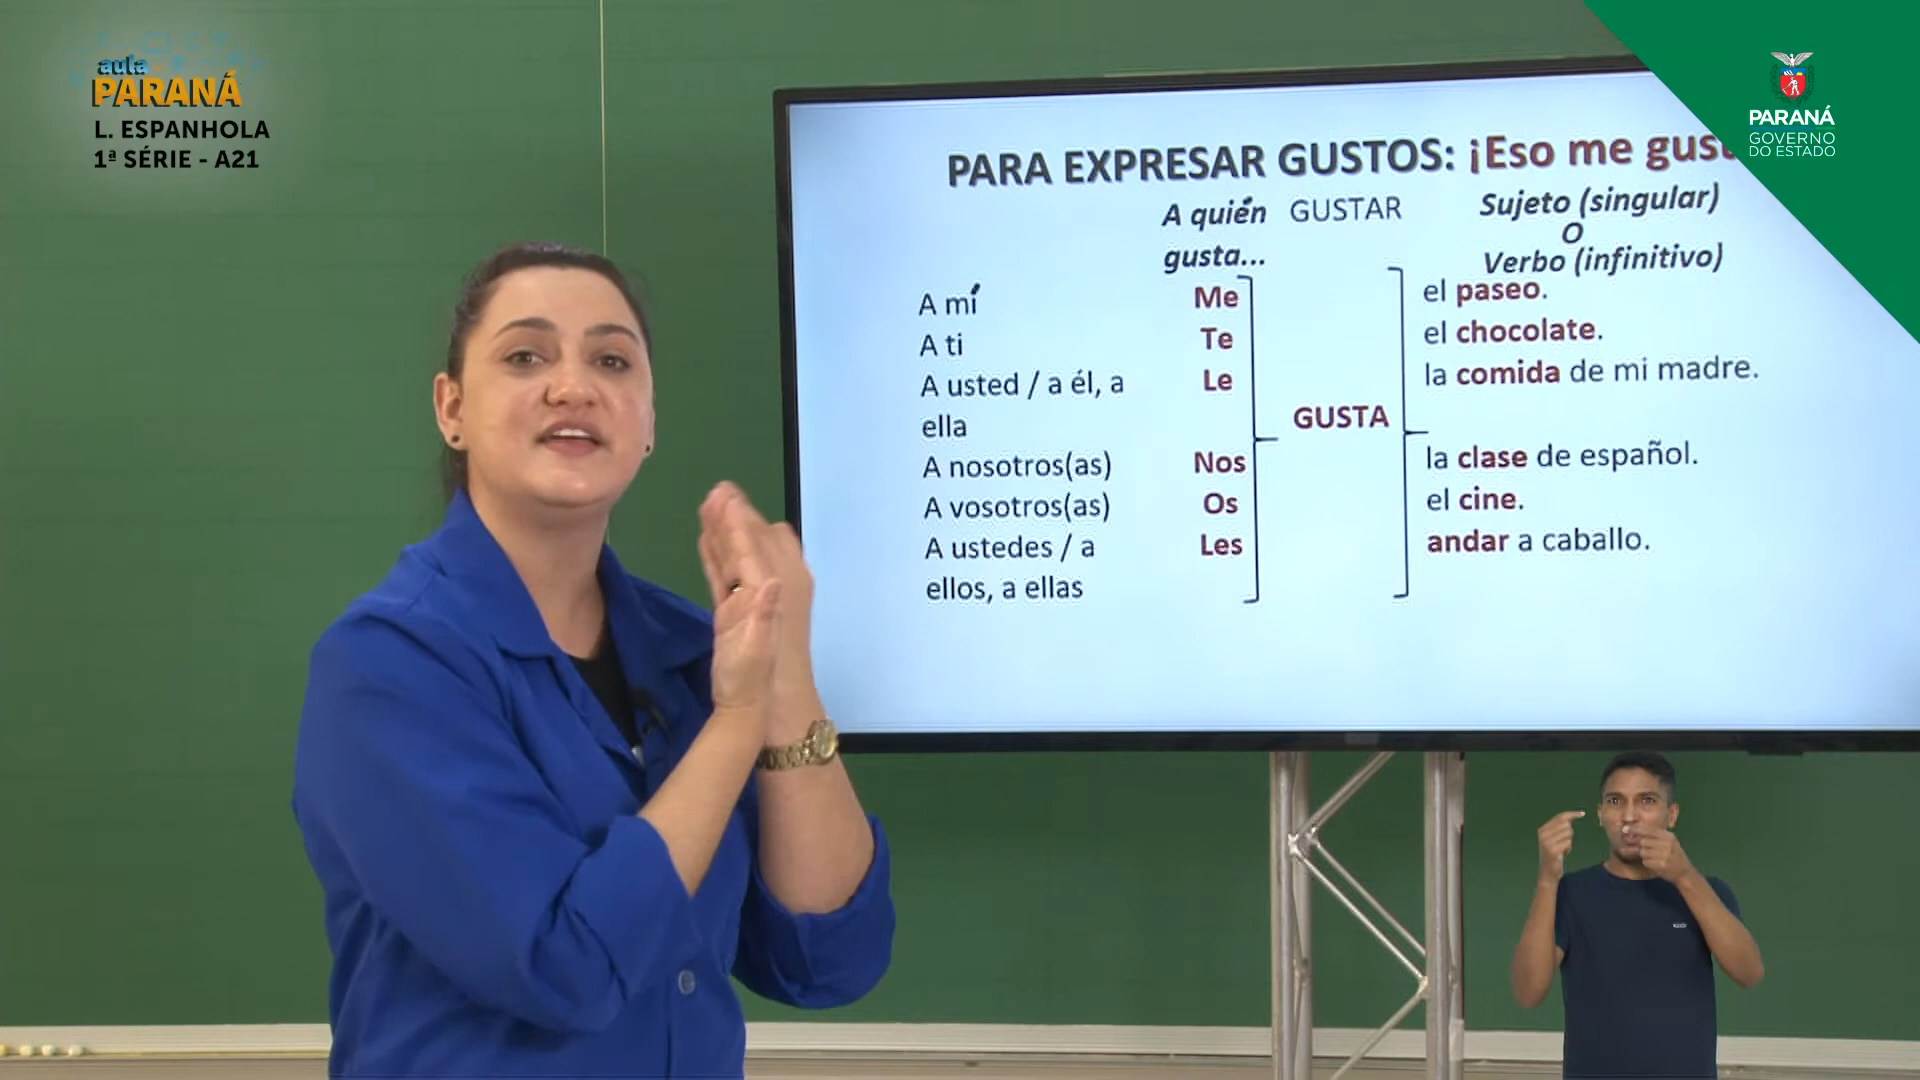 aula
PARANÁ
L. ESPANHOLA
1ª SÉRIE - A21
PARANÁ
GOVERNO
DO ESTADO
PARA EXPRESAR GUSTOS: ¡Eso me gus
A quién gusta... GUSTAR Sujeto (singular)
O
Verbo (infinitivo)
A mí Me el paseo.
A ti Te el chocolate.
A usted / a él, a ella Le la comida de mi madre.
GUSTA
A nosotros(as) Nos la clase de español.
A vosotros(as) Os el cine.
A ustedes / a ellos, a ellas Les andar a caballo.